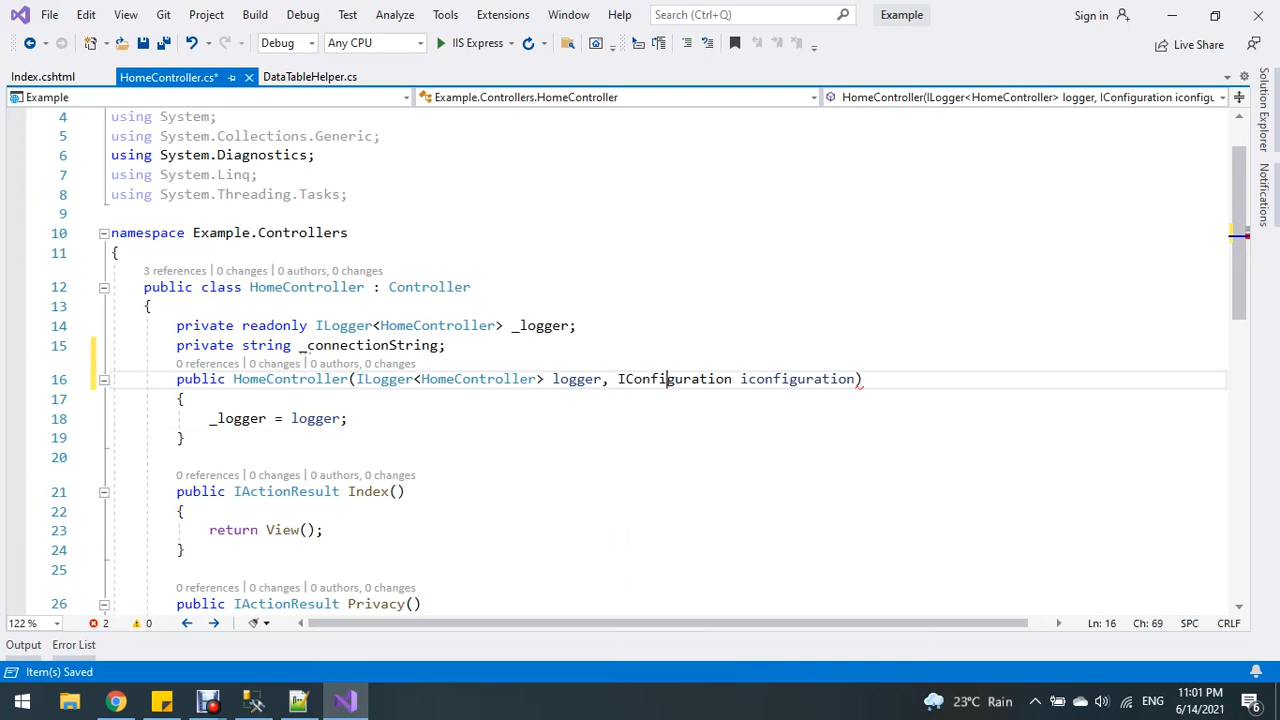 File Edit View Git Project Build Debug Test Analyze Tools Extensions Window Help Search (Ctrl+Q) Example Sign in
Debug Any CPU IIS Express Live Share
Index.cshtml HomeController.cs* DataTableHelper.cs
Example Example.Controllers.HomeController HomeController(ILogger<HomeController> logger, IConfiguration iconfigu
4 using System;
5 using System.Collections.Generic;
6 using System.Diagnostics;
7 using System.Linq;
8 using System.Threading.Tasks;
9
10 namespace Example.Controllers
11 {
3 references | 0 changes | 0 authors, 0 changes
12 public class HomeController : Controller
13 {
14 private readonly ILogger<HomeController> _logger;
15 private string _connectionString;
0 references | 0 changes | 0 authors, 0 changes
16 public HomeController(ILogger<HomeController> logger, IConfiguration iconfiguration)
17 {
18 _logger = logger;
19 }
20
0 references | 0 changes | 0 authors, 0 changes
21 public IActionResult Index()
22 {
23 return View();
24 }
25
0 references | 0 changes | 0 authors, 0 changes
26 public IActionResult Privacy()
122 % 2 0 Ln: 16 Ch: 69 SPC CRLF
Output Error List
Item(s) Saved
Solution Explorer
Notifications
23°C Rain ENG 11:01 PM
6/14/2021 6